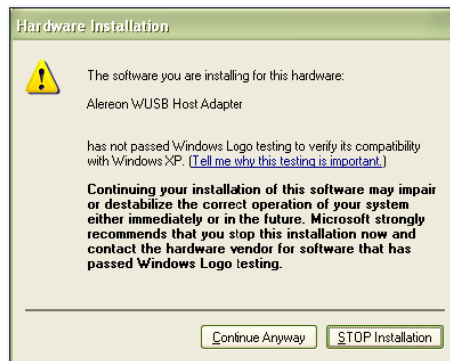 Hardware Installation
The software you are installing for this hardware:
Alereon WUSB Host Adapter
has not passed Windows Logo testing to verify its compatibility
with Windows XP. (Tell me why this testing is important.)
Continuing your installation of this software may impair
or destabilize the correct operation of your system
either immediately or in the future. Microsoft strongly
recommends that you stop this installation now and
contact the hardware vendor for software that has
passed Windows Logo testing.
Continue Anyway
STOP Installation